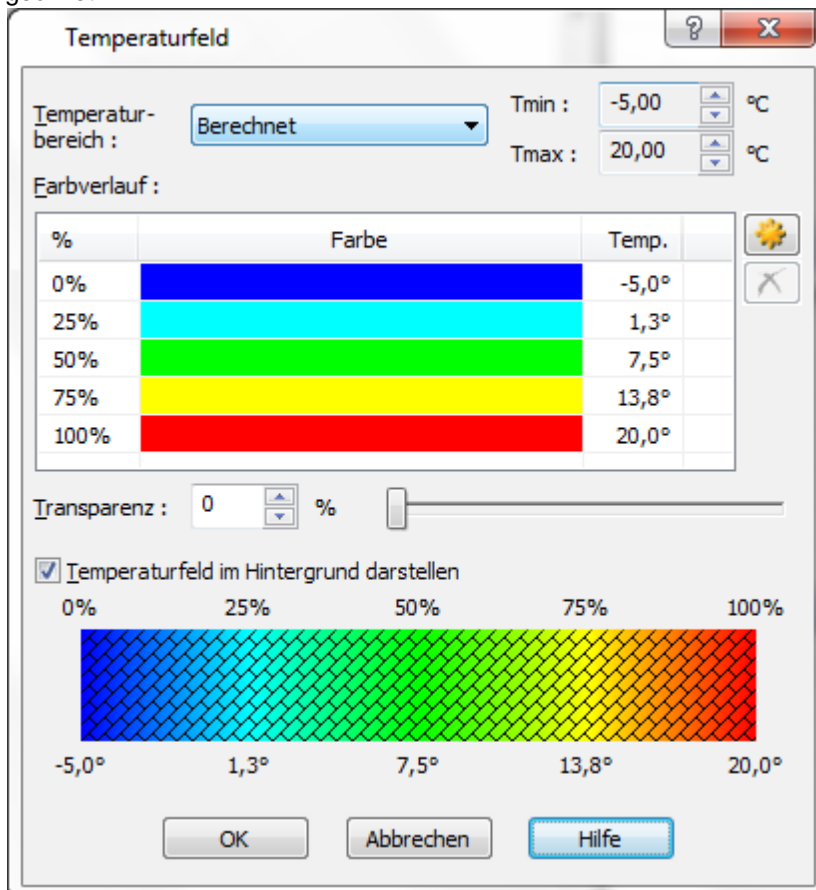 Temperaturfeld
Temperatur-
bereich :
Berechnet
Tmin : -5,00 °C
Tmax : 20,00 °C
Farbverlauf :
% Farbe Temp.
0% -5,0°
25% 1,3°
50% 7,5°
75% 13,8°
100% 20,0°
Transparenz : 0 %
Temperaturfeld im Hintergrund darstellen
0% 25% 50% 75% 100%
-5,0° 1,3° 7,5° 13,8° 20,0°
OK Abbrechen Hilfe